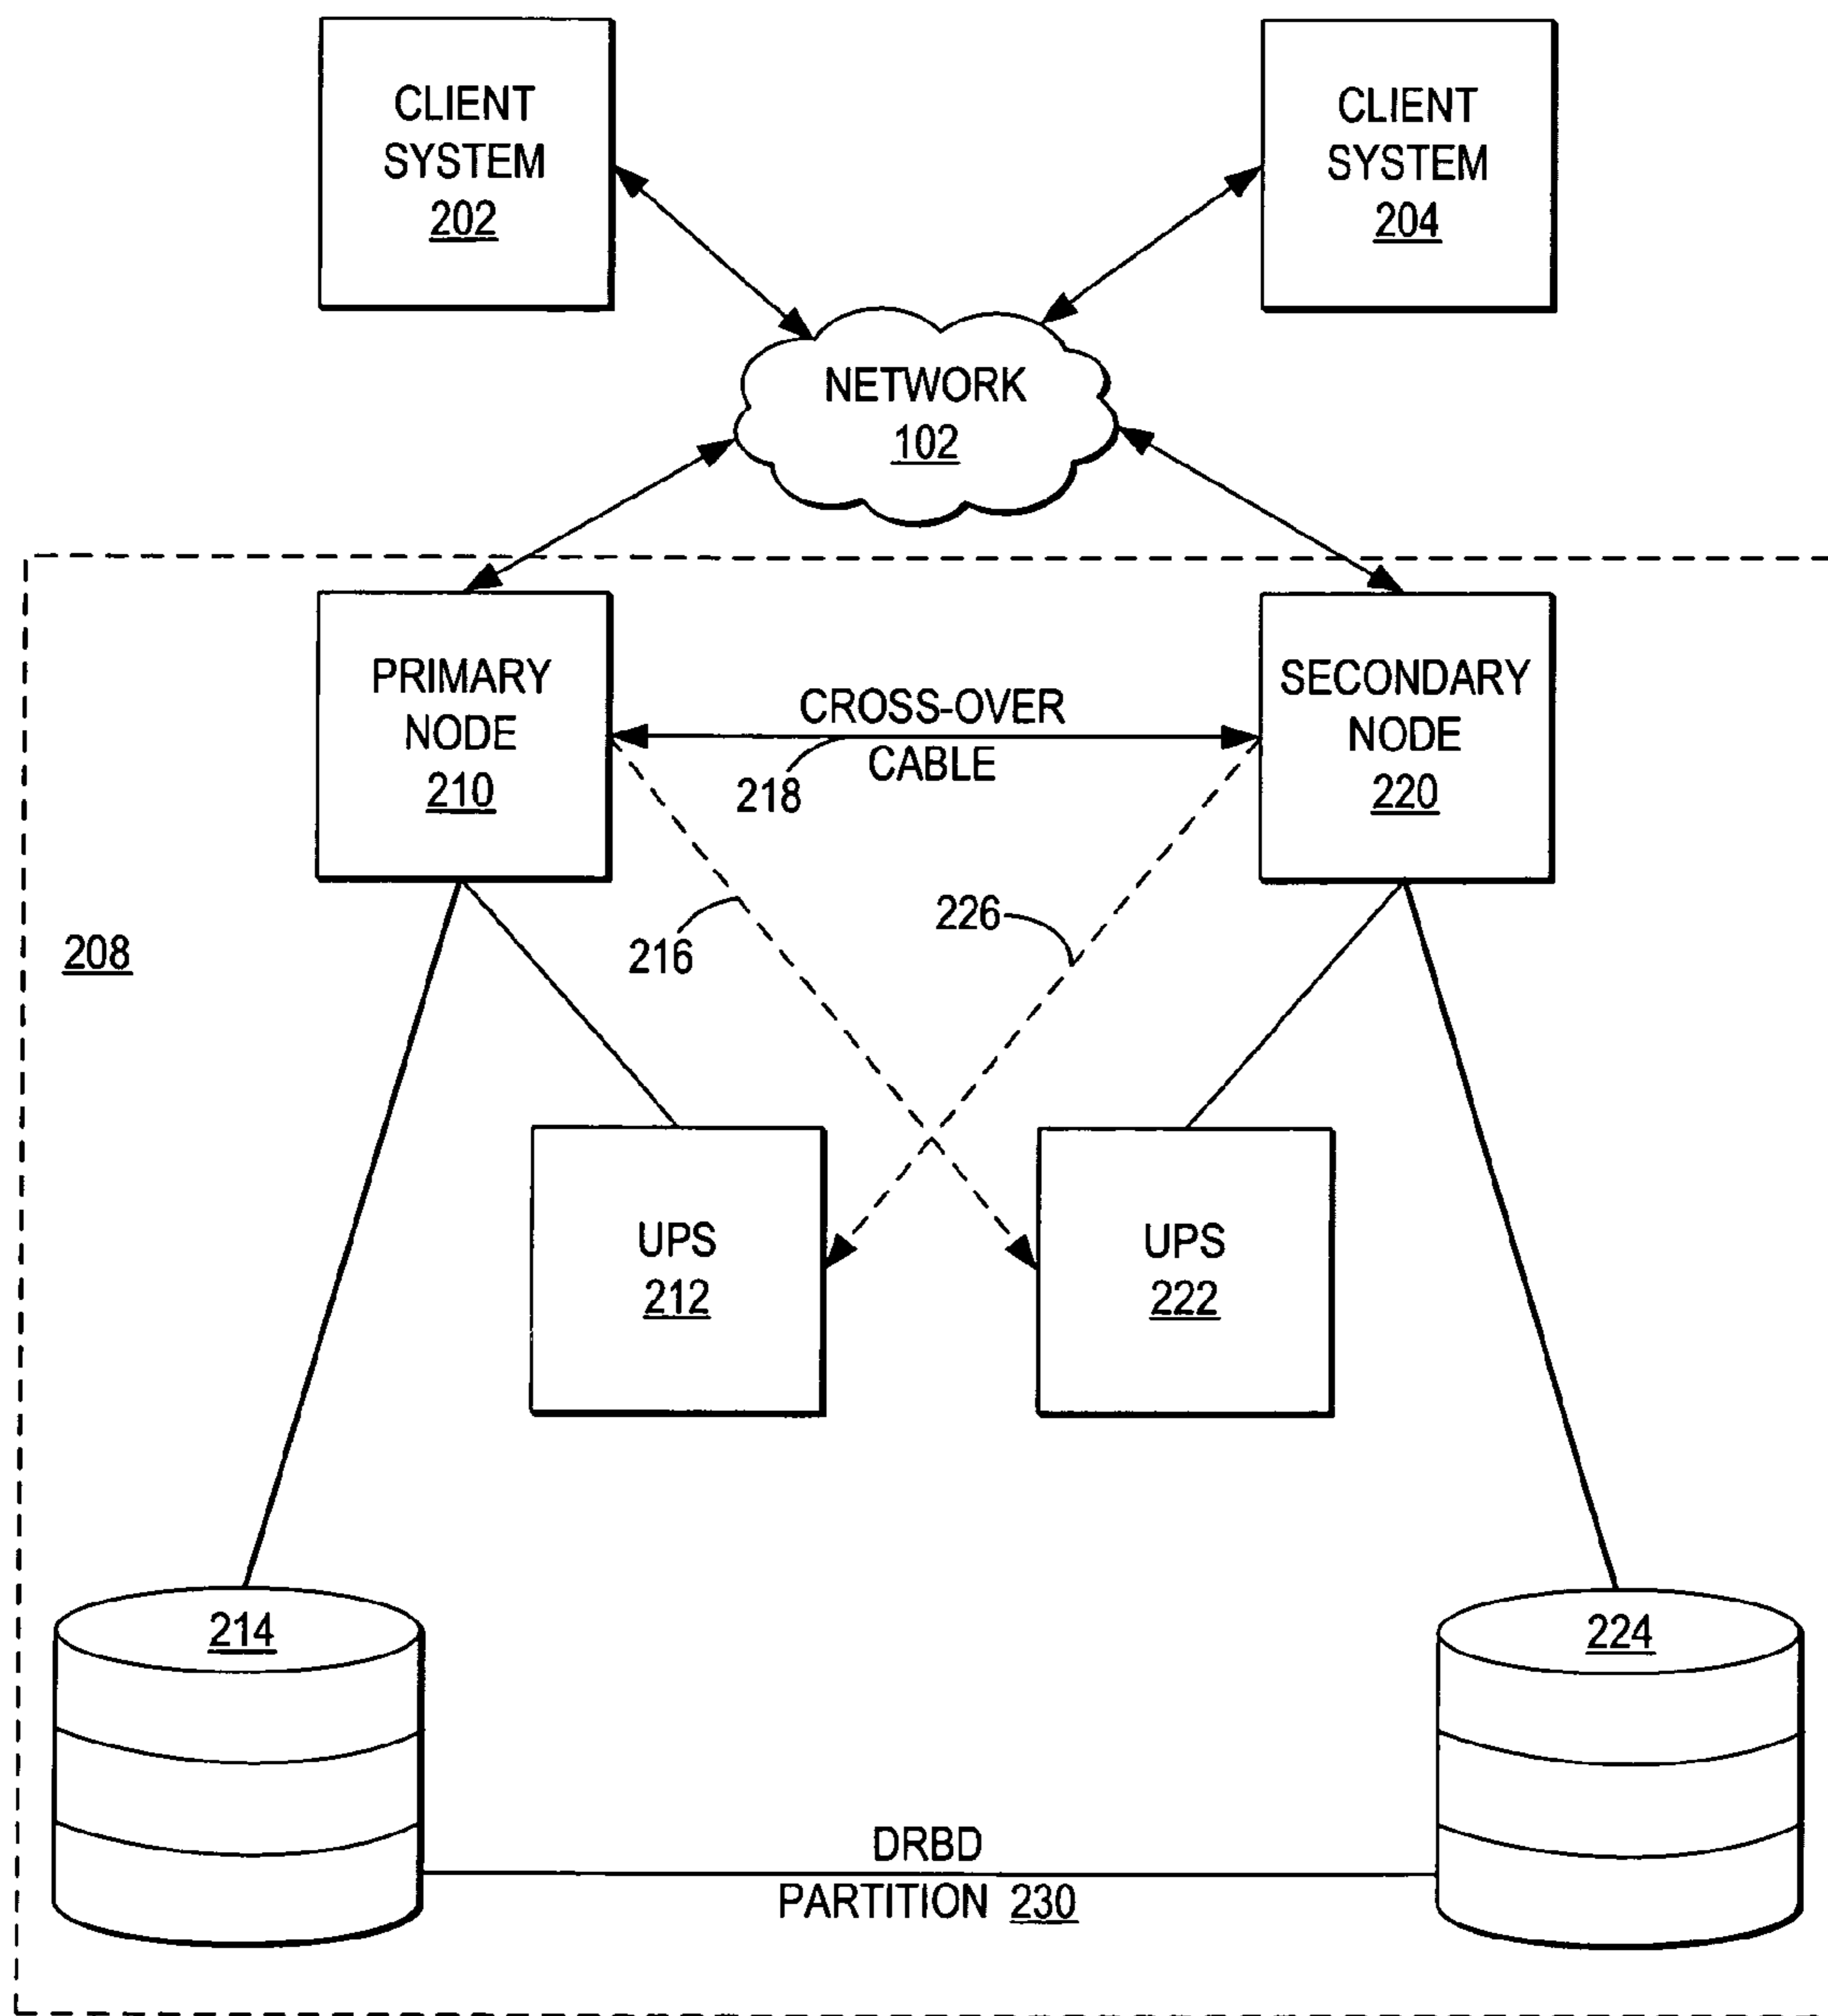 CLIENT
SYSTEM
202
CLIENT
SYSTEM
204
NETWORK
102
PRIMARY
NODE
210
CROSS-OVER
CABLE
218
SECONDARY
NODE
220
208
216
226
UPS
212
UPS
222
214
224
DRBD
PARTITION 230